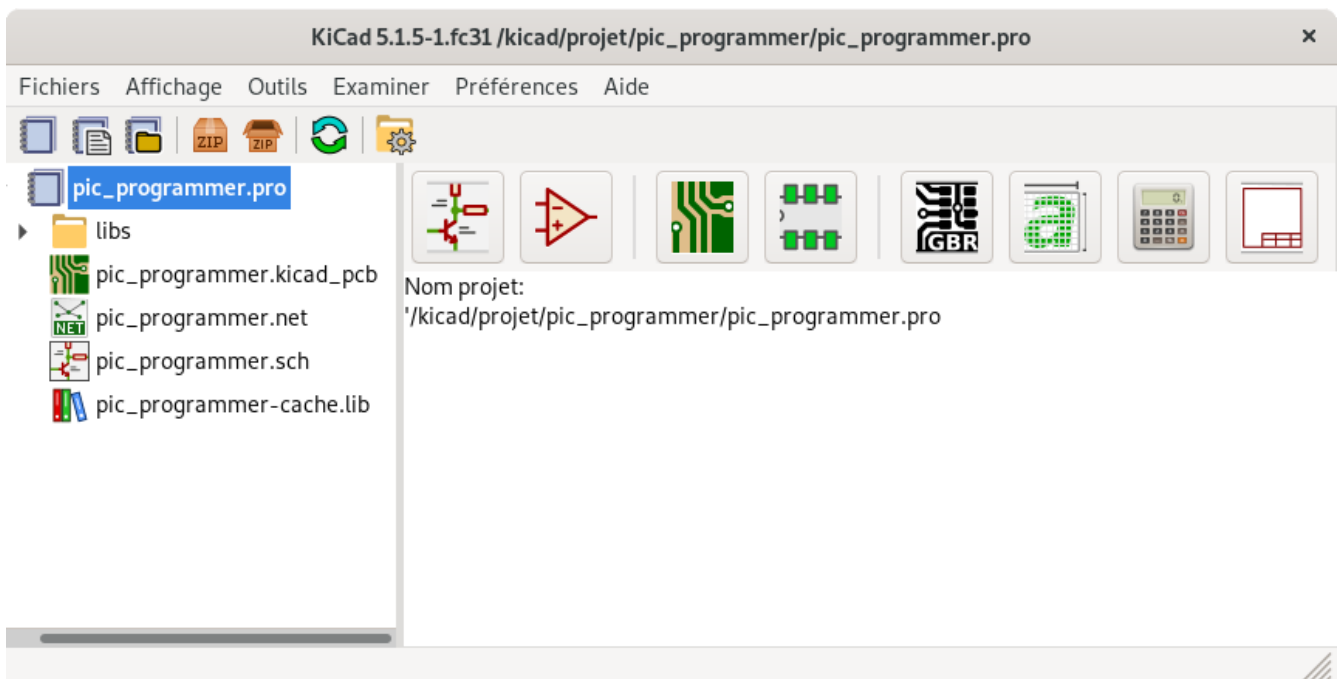 KiCad 5.1.5-1.fc31 /kicad/projet/pic_programmer/pic_programmer.pro
Fichiers Affichage Outils Examiner Préférences Aide
ZIP ZIP
pic_programmer.pro
libs
pic_programmer.kicad_pcb
NET pic_programmer.net
pic_programmer.sch
pic_programmer-cache.lib
GBR a 0.
Nom projet:
'/kicad/projet/pic_programmer/pic_programmer.pro